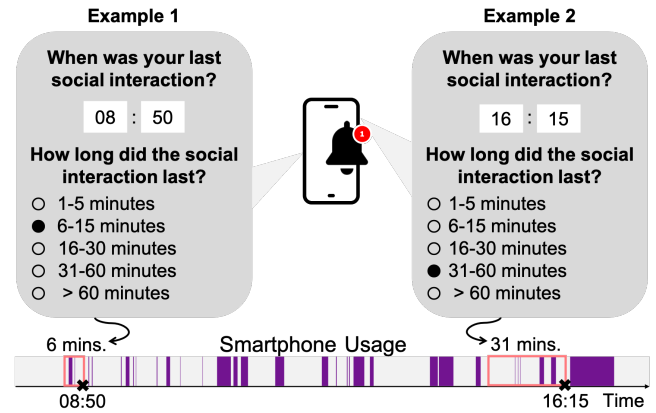 Example 1
When was your last
social interaction?
08 : 50
How long did the social
interaction last?
1-5 minutes
6-15 minutes
16-30 minutes
31-60 minutes
> 60 minutes
1
Example 2
When was your last
social interaction?
16 : 15
How long did the social
interaction last?
1-5 minutes
6-15 minutes
16-30 minutes
31-60 minutes
> 60 minutes
6 mins.
Smartphone Usage
31 mins.
08:50
16:15
Time